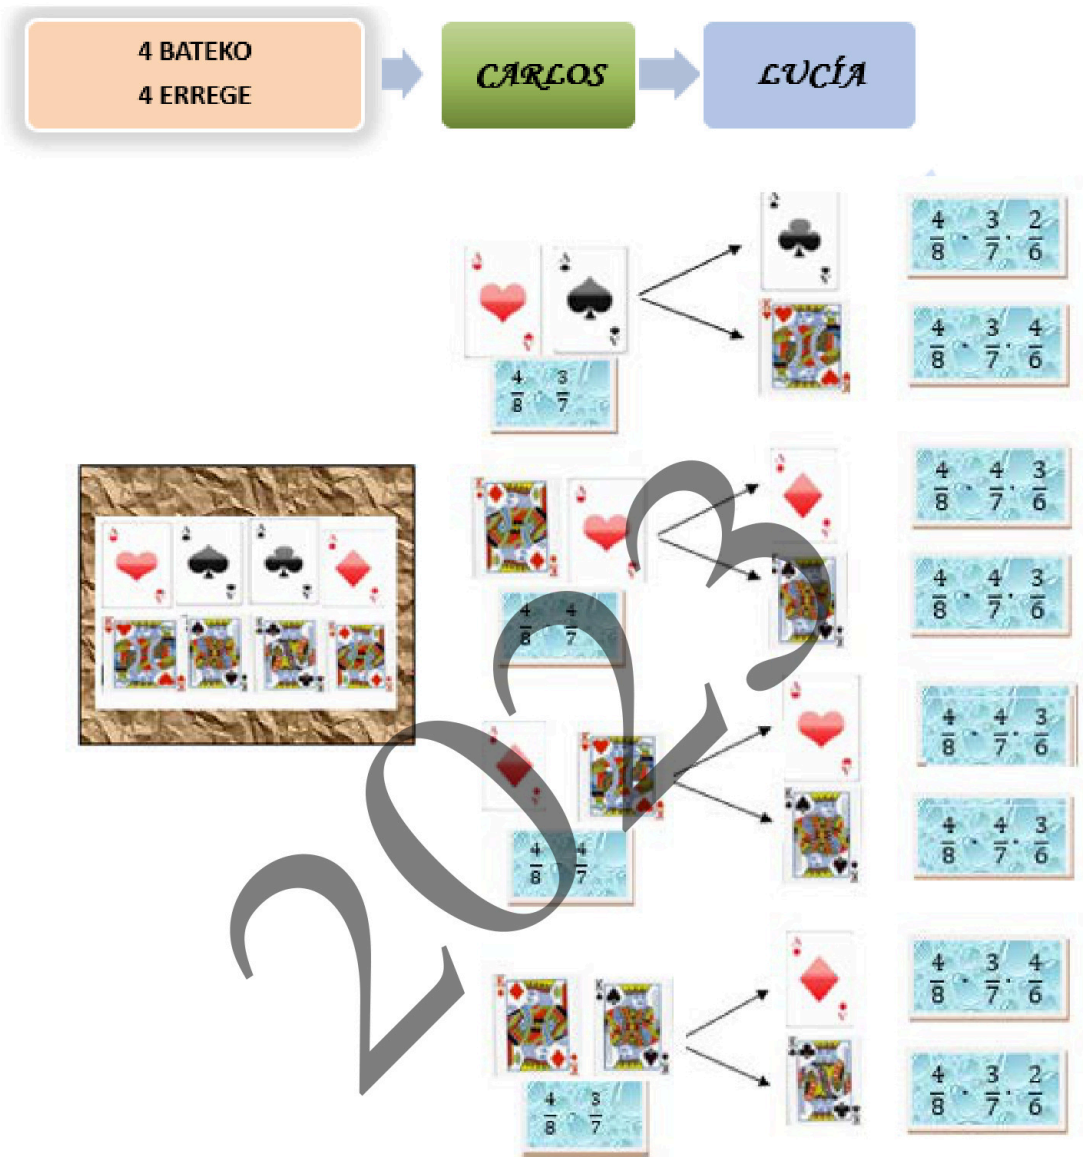 4 BATEKO
4 ERREGE
CARLOS
LUCÍA
4/8 · 3/7 · 2/6
4/8 · 3/7
4/8 · 3/7 · 4/6
4/8 · 4/7 · 3/6
4/8 · 4/7
4/8 · 4/7 · 3/6
4/8 · 4/7 · 3/6
4/8 · 4/7
4/8 · 4/7 · 3/6
4/8 · 3/7 · 4/6
4/8 · 3/7
4/8 · 3/7 · 2/6
2023